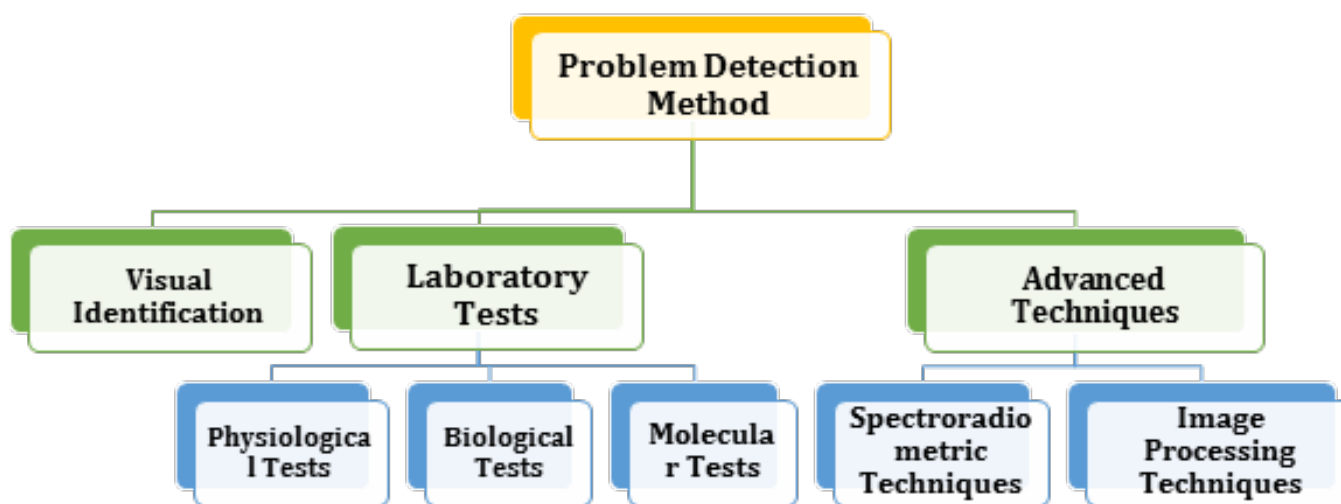 Problem Detection
Method
Visual
Identification
Laboratory
Tests
Advanced
Techniques
Physiologica
l Tests
Biological
Tests
Molecula
r Tests
Spectroradio
metric
Techniques
Image
Processing
Techniques